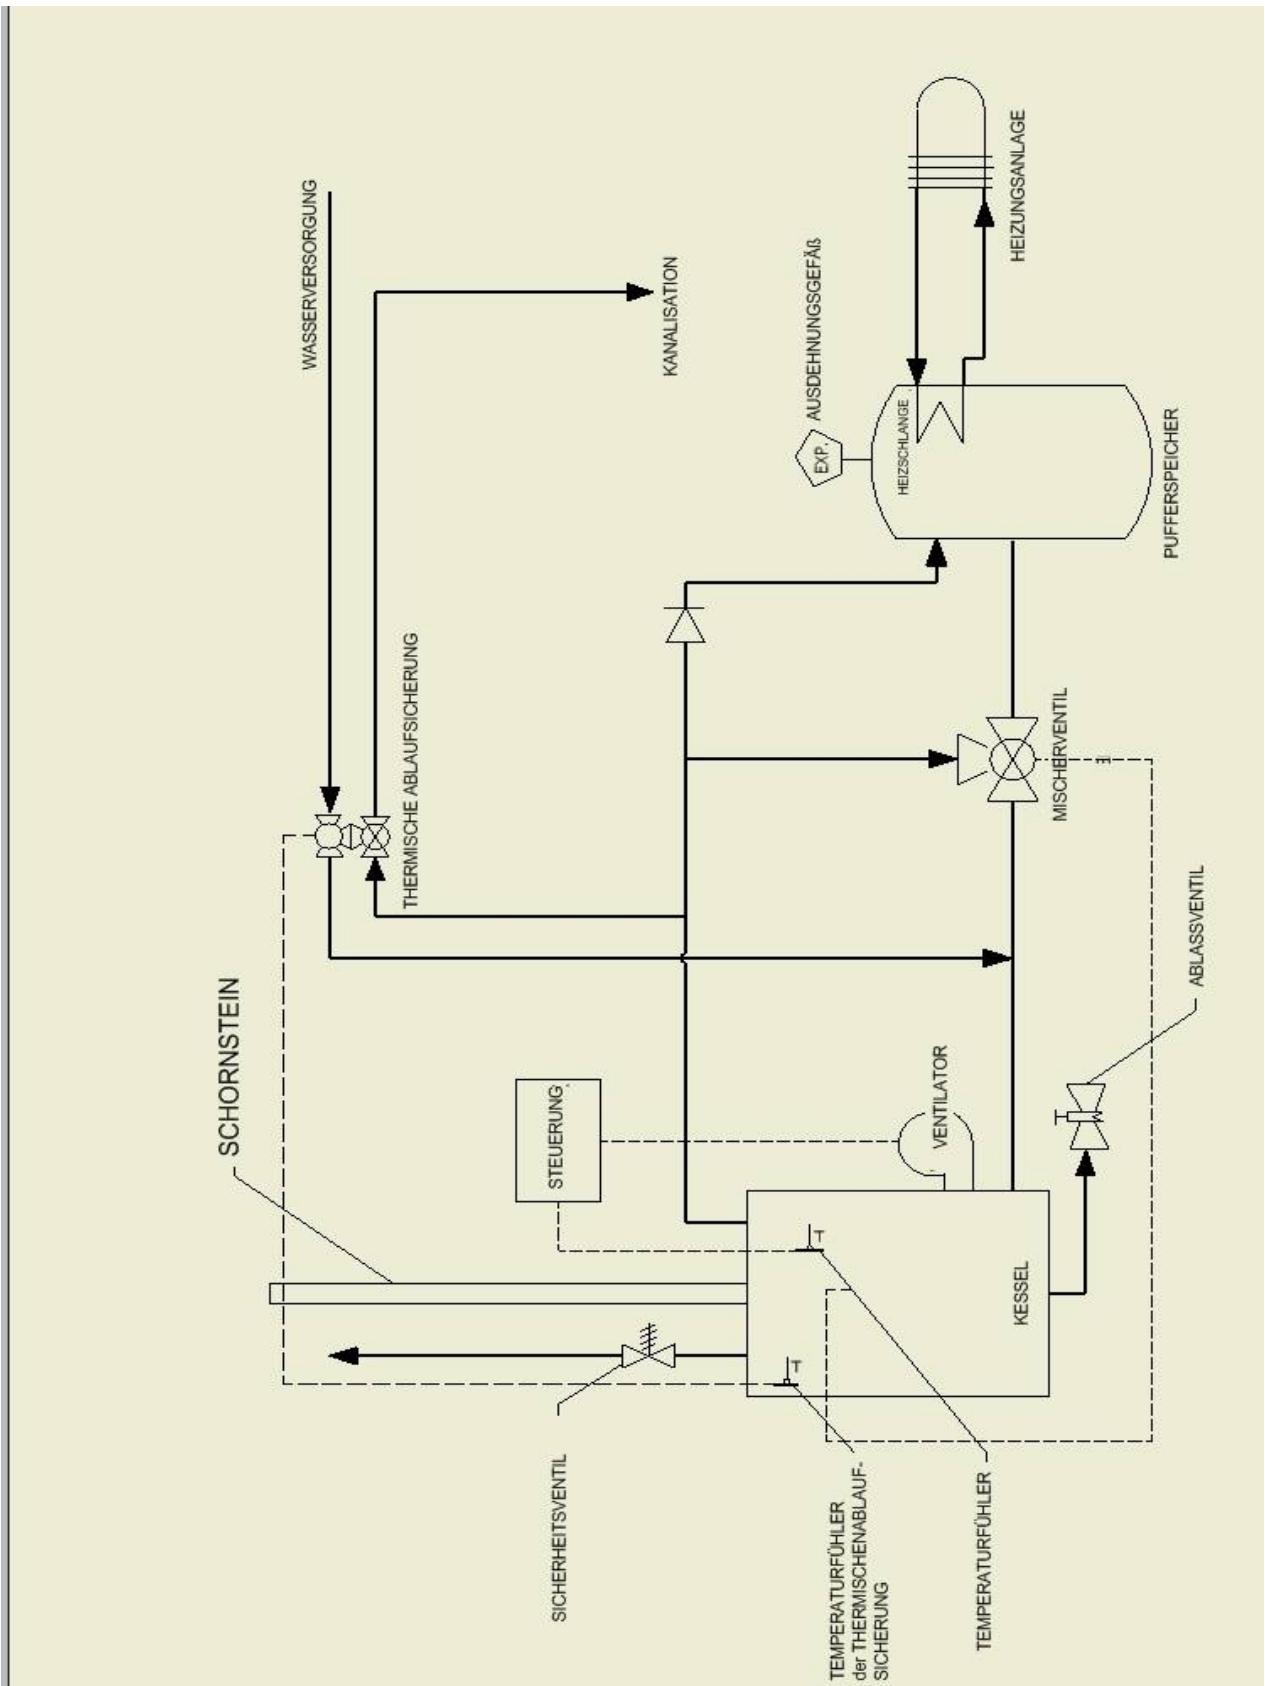 SCHORNSTEIN
WASSERVERSORGUNG
THERMISCHE ABLAUFSICHERUNG
KANALISATION
AUSDEHNUNGSGEFÄß
EXP.
HEIZSCHLANGE
HEIZUNGSANLAGE
PUFFERSPEICHER
STEUERUNG
SICHERHEITSVENTIL
VENTILATOR
MISCHERVENTIL
ABLASSVENTIL
KESSEL
T
T
TEMPERATURFÜHLER
der THERMISCHENABLAUF-
SICHERUNG
TEMPERATURFÜHLER